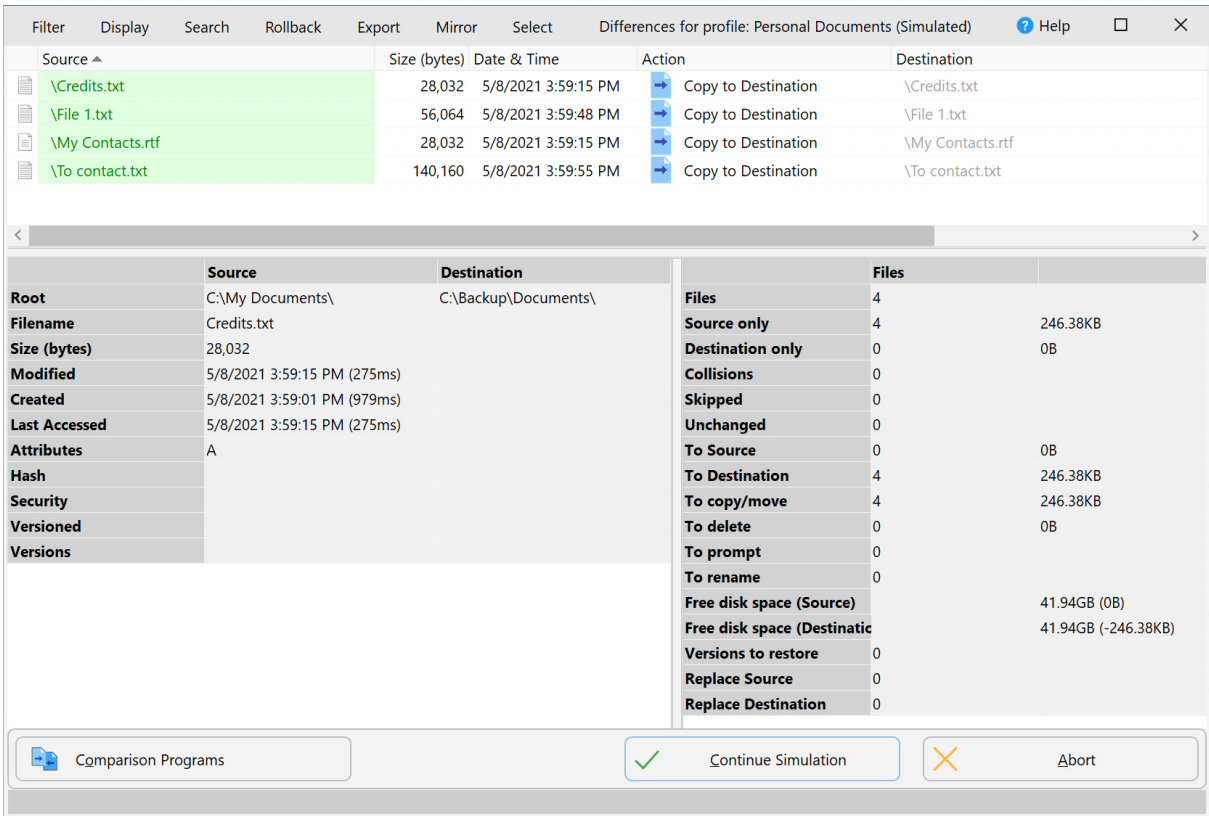 Filter Display Search Rollback Export Mirror Select Differences for profile: Personal Documents (Simulated) ? Help
Source Size (bytes) Date & Time Action Destination
\Credits.txt 28,032 5/8/2021 3:59:15 PM Copy to Destination \Credits.txt
\File 1.txt 56,064 5/8/2021 3:59:48 PM Copy to Destination \File 1.txt
\My Contacts.rtf 28,032 5/8/2021 3:59:15 PM Copy to Destination \My Contacts.rtf
\To contact.txt 140,160 5/8/2021 3:59:55 PM Copy to Destination \To contact.txt
Source Destination
Root C:\My Documents\ C:\Backup\Documents\
Filename Credits.txt
Size (bytes) 28,032
Modified 5/8/2021 3:59:15 PM (275ms)
Created 5/8/2021 3:59:01 PM (979ms)
Last Accessed 5/8/2021 3:59:15 PM (275ms)
Attributes A
Hash
Security
Versioned
Versions
Files
Files 4
Source only 4 246.38KB
Destination only 0 0B
Collisions 0
Skipped 0
Unchanged 0
To Source 0 0B
To Destination 4 246.38KB
To copy/move 4 246.38KB
To delete 0 0B
To prompt 0
To rename 0
Free disk space (Source) 41.94GB (0B)
Free disk space (Destinatic 41.94GB (-246.38KB)
Versions to restore 0
Replace Source 0
Replace Destination 0
Comparison Programs Continue Simulation Abort